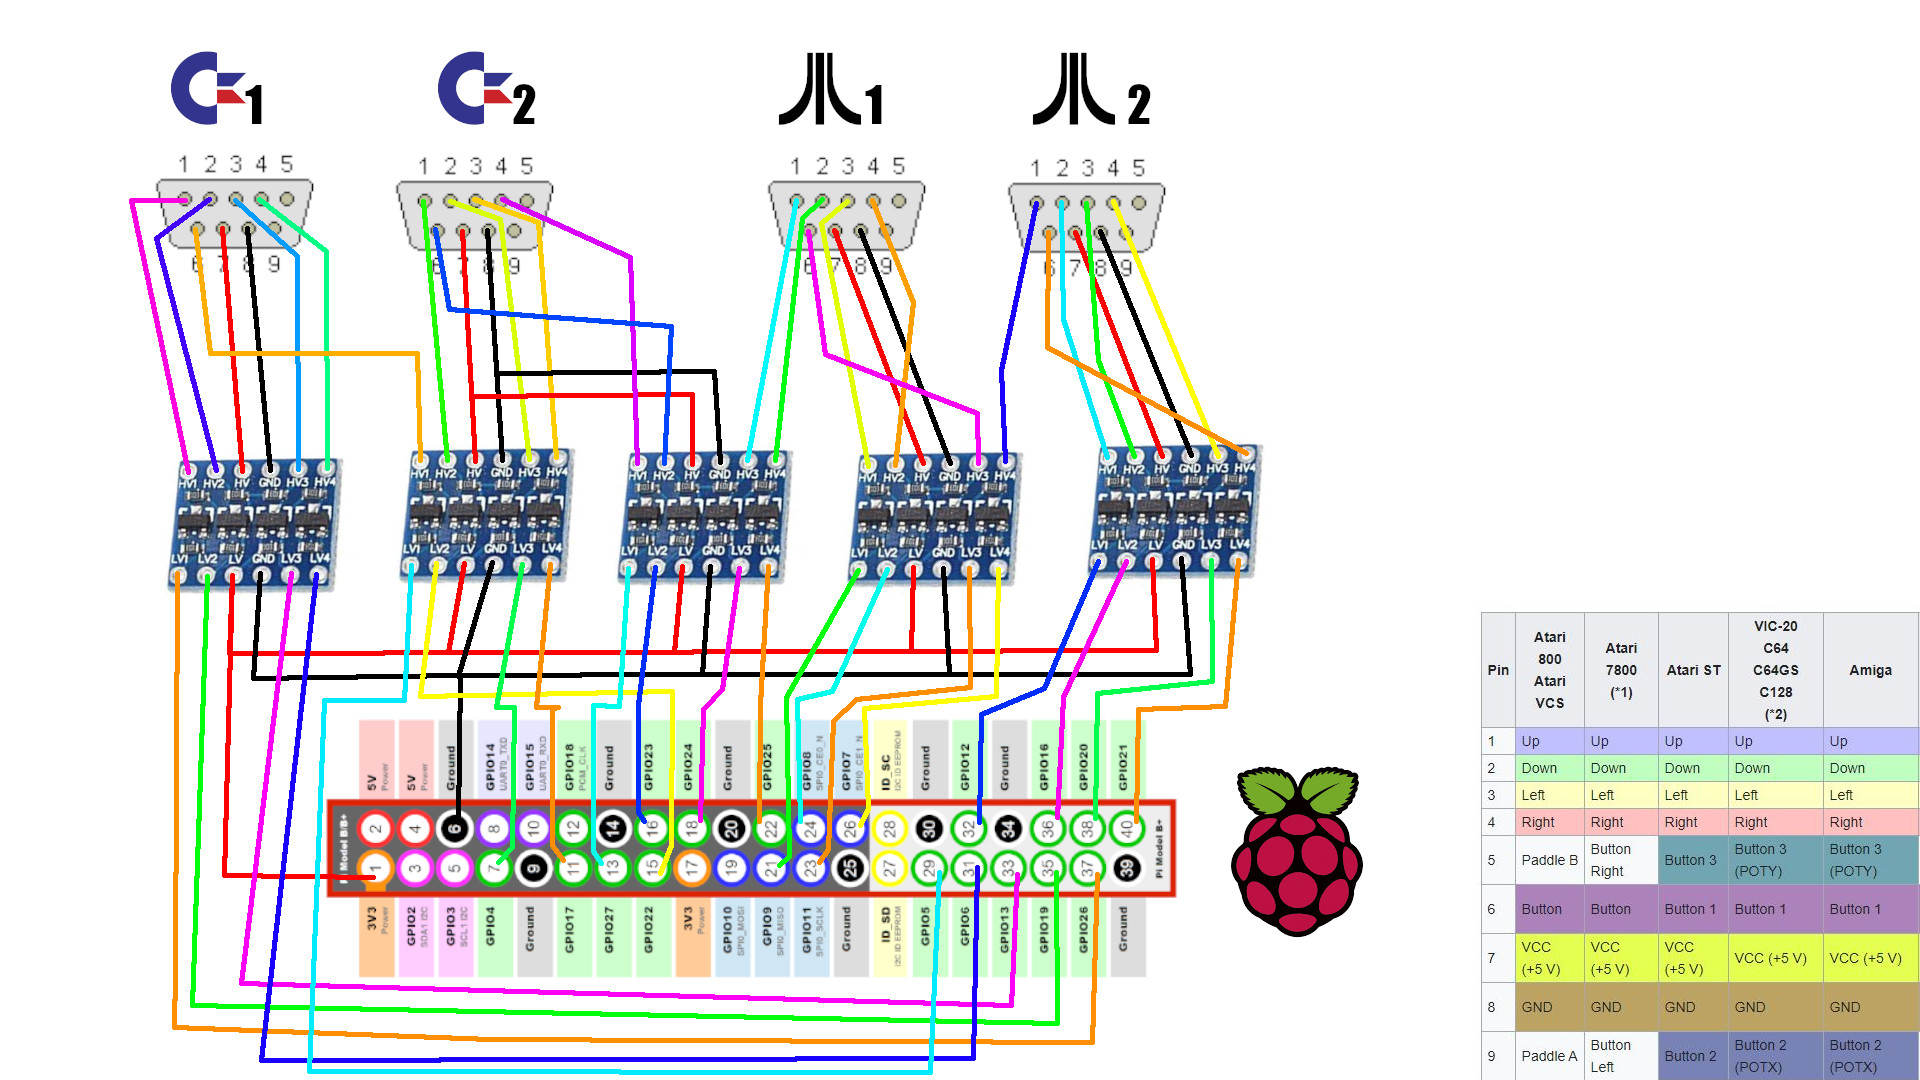 1
2
1
2
1 2 3 4 5
1 2 3 4 5
1 2 3 4 5
1 2 3 4 5
6 7 8 9
6 7 8 9
6 7 8 9
6 7 8 9
HV1 HV2 HV GND HV3 HV4
HV1 HV2 HV GND HV3 HV4
HV1 HV2 HV GND HV3 HV4
HV1 HV2 HV GND HV3 HV4
HV1 HV2 HV GND HV3 HV4
LV1 LV2 LV GND LV3 LV4
LV1 LV2 LV GND LV3 LV4
LV1 LV2 LV GND LV3 LV4
LV1 LV2 LV GND LV3 LV4
LV1 LV2 LV GND LV3 LV4
5V Power
5V Power
Ground
GPIO14 UART0_TXD
GPIO15 UART0_RXD
GPIO18 PCM_CLK
Ground
GPIO23
GPIO24
Ground
GPIO25
GPIO8 SPI0_CE0_N
GPIO7 SPI0_CE1_N
ID_SC I2C ID EEPROM
Ground
GPIO12
Ground
GPIO16
GPIO20
GPIO21
Pi Model B/B+
2 4 6 8 10 12 14 16 18 20 22 24 26 28 30 32 34 36 38 40
1 3 5 7 9 11 13 15 17 19 21 23 25 27 29 31 33 35 37 39
Pi Model B+
3V3 Power
GPIO2 SDA1 I2C
GPIO3 SCL1 I2C
GPIO4
Ground
GPIO17
GPIO27
GPIO22
3V3 Power
GPIO10 SPI0_MOSI
GPIO9 SPI0_MISO
GPIO11 SPI0_SCLK
Ground
ID_SD I2C ID EEPROM
GPIO5
GPIO6
GPIO13
GPIO19
GPIO26
Ground
Pin
Atari
800
Atari
VCS
Atari
7800
(*1)
Atari ST
VIC-20
C64
C64GS
C128
(*2)
Amiga
1 Up Up Up Up Up
2 Down Down Down Down Down
3 Left Left Left Left Left
4 Right Right Right Right Right
5 Paddle B
Button
Right
Button 3
Button 3
(POTY)
Button 3
(POTY)
6 Button Button Button 1 Button 1 Button 1
7 VCC
(+5 V)
VCC
(+5 V)
VCC
(+5 V)
VCC (+5 V) VCC (+5 V)
8 GND GND GND GND GND
9 Paddle A
Button
Left
Button 2
Button 2
(POTX)
Button 2
(POTX)